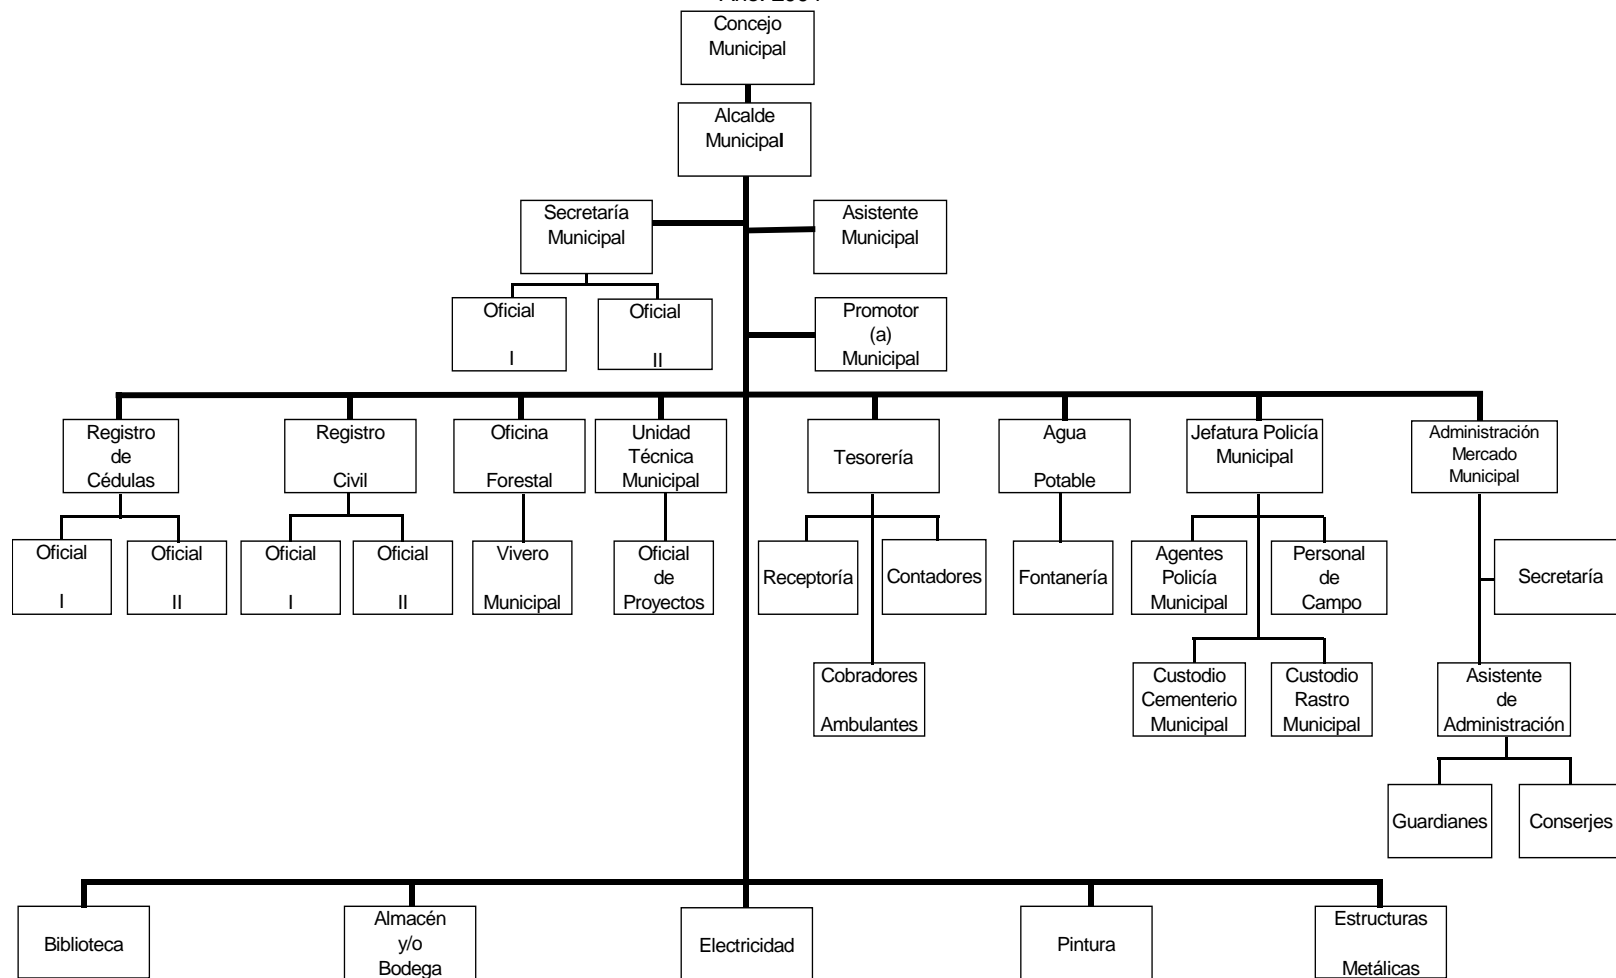 Concejo
Municipal
Alcalde
Municipal
Secretaría
Municipal
Asistente
Municipal
Oficial
I
Oficial
II
Promotor
(a)
Municipal
Registro
de
Cédulas
Registro
Civil
Oficina
Forestal
Unidad
Técnica
Municipal
Tesorería
Agua
Potable
Jefatura Policía
Municipal
Administración
Mercado
Municipal
Oficial
I
Oficial
II
Oficial
I
Oficial
II
Vivero
Municipal
Oficial
de
Proyectos
Receptoría
Contadores
Fontanería
Agentes
Policía
Municipal
Personal
de
Campo
Secretaría
Cobradores
Ambulantes
Custodio
Cementerio
Municipal
Custodio
Rastro
Municipal
Asistente
de
Administración
Guardianes
Conserjes
Biblioteca
Almacén
y/o
Bodega
Electricidad
Pintura
Estructuras
Metálicas